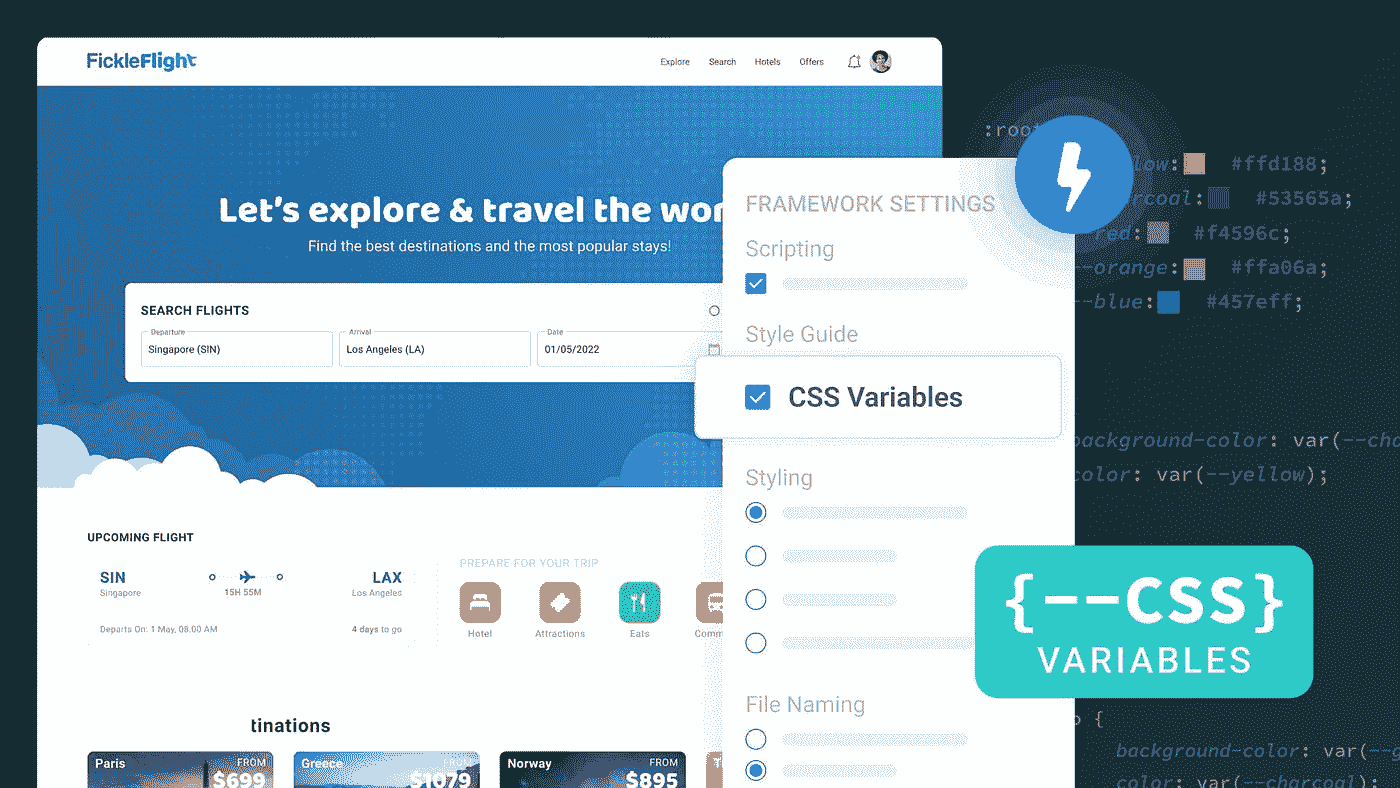 FickleFlight
Explore Search Hotels Offers
Let's explore & travel the wor
Find the best destinations and the most popular stays!
SEARCH FLIGHTS
Departure
Singapore (SIN)
Arrival
Los Angeles (LA)
Date
01/05/2022
UPCOMING FLIGHT
SIN
Singapore
15H 55M
LAX
Los Angeles
Departs On: 1 May, 08.00 AM
4 days to go
PREPARE FOR YOUR TRIP
Hotel
Attractions
Eats
Comm
tinations
Paris
FROM
$699
Greece
FROM
$1079
Norway
FROM
$895
FRAMEWORK SETTINGS
Scripting
Style Guide
CSS Variables
Styling
File Naming
:root
low: #ffd188;
rcoal: #53565a;
red: #f4596c;
--orange: #ffa06a;
--blue: #457eff;
background-color: var(--cha
color: var(--yellow);
{--CSS}
VARIABLES
{
background-color: var(--g
color: var(--charcoal);